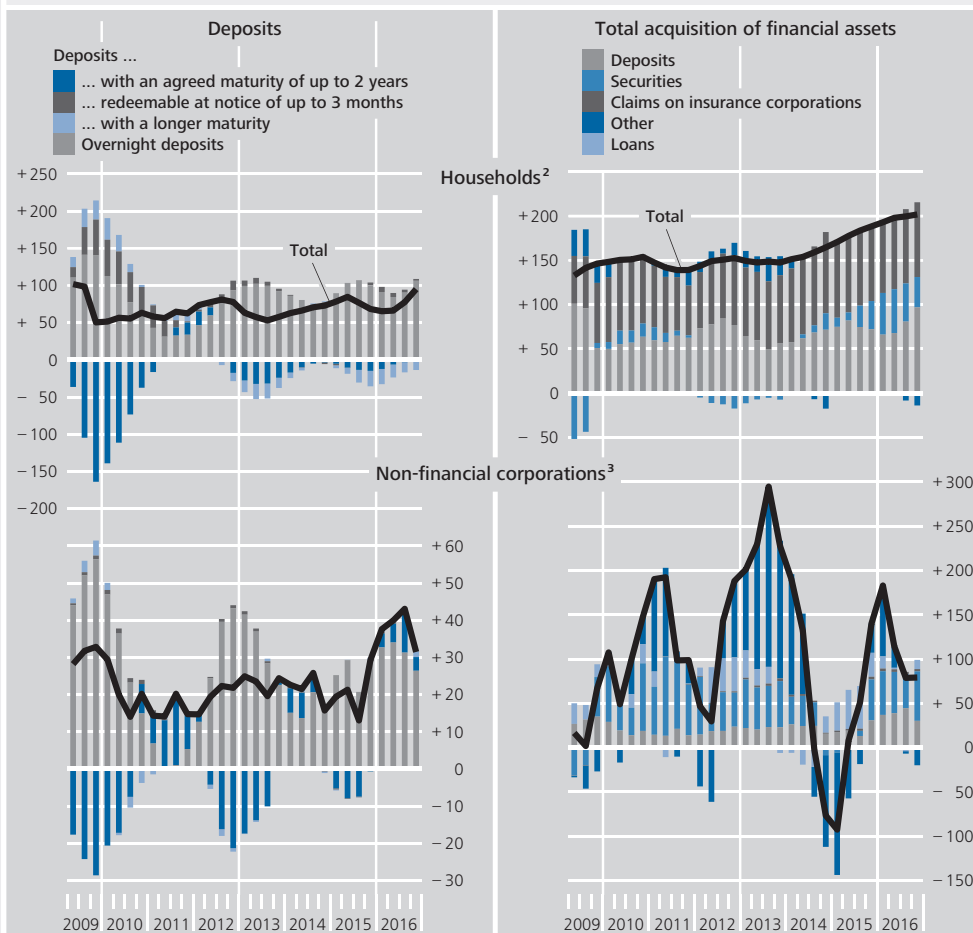 Deposits
Deposits ...
... with an agreed maturity of up to 2 years
... redeemable at notice of up to 3 months
... with a longer maturity
Overnight deposits
Total acquisition of financial assets
Deposits
Securities
Claims on insurance corporations
Other
Loans
Households²
+ 250
+ 200
+ 150
+ 100
+ 50
0
− 50
− 100
− 150
− 200
Total
+ 200
+ 150
+ 100
+ 50
0
− 50
Total
Non-financial corporations³
+ 60
+ 50
+ 40
+ 30
+ 20
+ 10
0
− 10
− 20
− 30
+ 300
+ 250
+ 200
+ 150
+ 100
+ 50
0
− 50
− 100
− 150
2009 2010 2011 2012 2013 2014 2015 2016
2009 2010 2011 2012 2013 2014 2015 2016